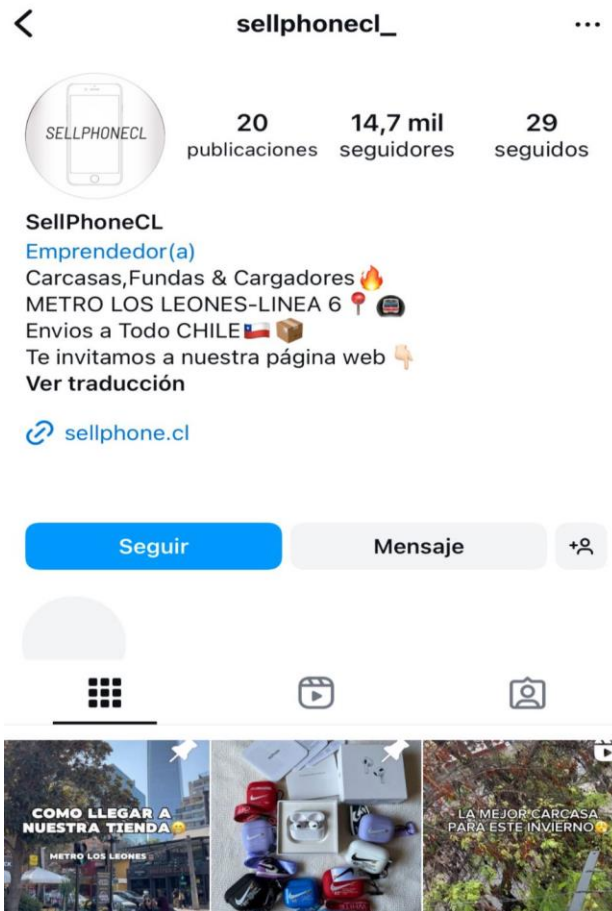 sellphonecl_
SELLPHONECL
20
publicaciones
14,7 mil
seguidores
29
seguidos
SellPhoneCL
Emprendedor(a)
Carcasas,Fundas & Cargadores🔥
METRO LOS LEONES-LINEA 6📍🚇
Envios a Todo CHILE🇨🇱📦
Te invitamos a nuestra página web👇🏻
Ver traducción
sellphone.cl
Seguir
Mensaje
COMO LLEGAR A
NUESTRA TIENDA
METRO LOS LEONES
LA MEJOR CARCASA
PARA ESTE INVIERNO